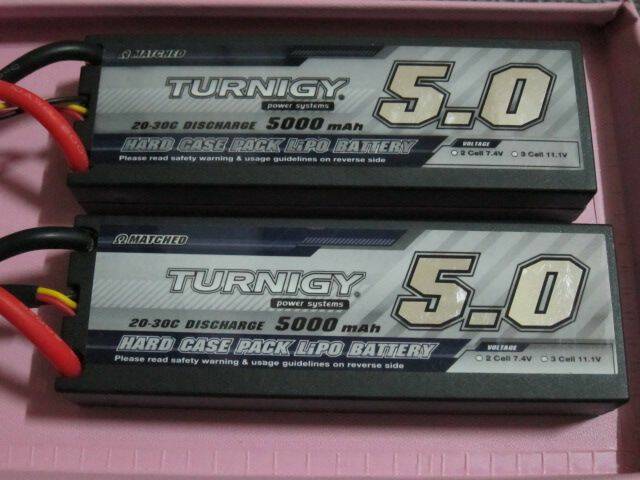 Ω MATCHED
TURNIGY
power systems
5.0
20-30C DISCHARGE 5000 mAh
HARD CASE PACK LiPO BATTERY
Please read safety warning & usage guidelines on reverse side
VOLTAGE
2 Cell 7.4V 3 Cell 11.1V
Ω MATCHED
TURNIGY
power systems
5.0
20-30C DISCHARGE 5000 mAh
HARD CASE PACK LiPO BATTERY
Please read safety warning & usage guidelines on reverse side
VOLTAGE
2 Cell 7.4V 3 Cell 11.1V